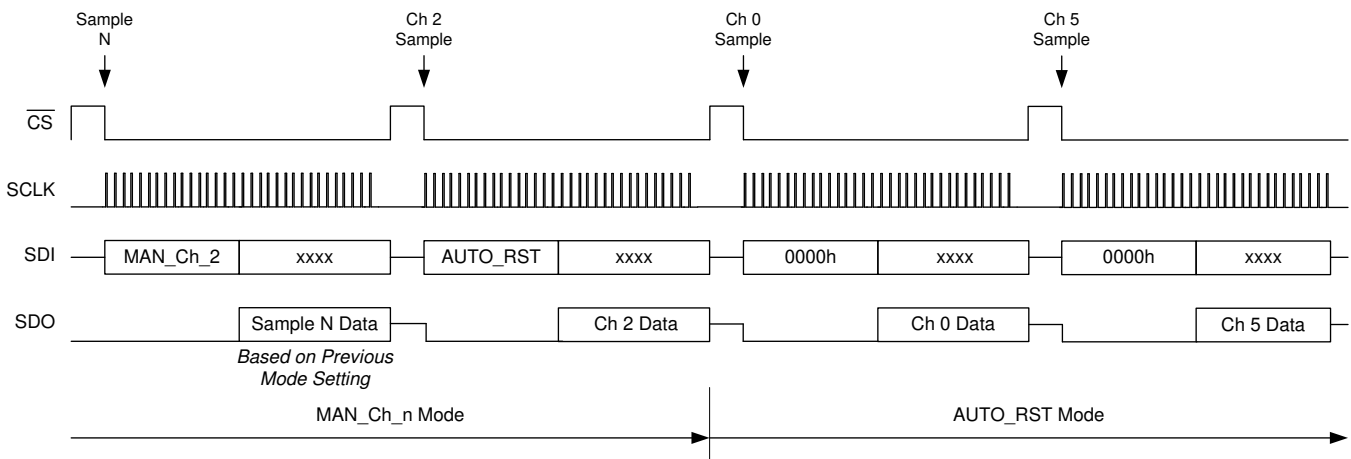 Sample
N
Ch 2
Sample
Ch 0
Sample
Ch 5
Sample
CS
SCLK
SDI
MAN_Ch_2
xxxx
AUTO_RST
xxxx
0000h
xxxx
0000h
xxxx
SDO
Sample N Data
Ch 2 Data
Ch 0 Data
Ch 5 Data
Based on Previous
Mode Setting
MAN_Ch_n Mode
AUTO_RST Mode